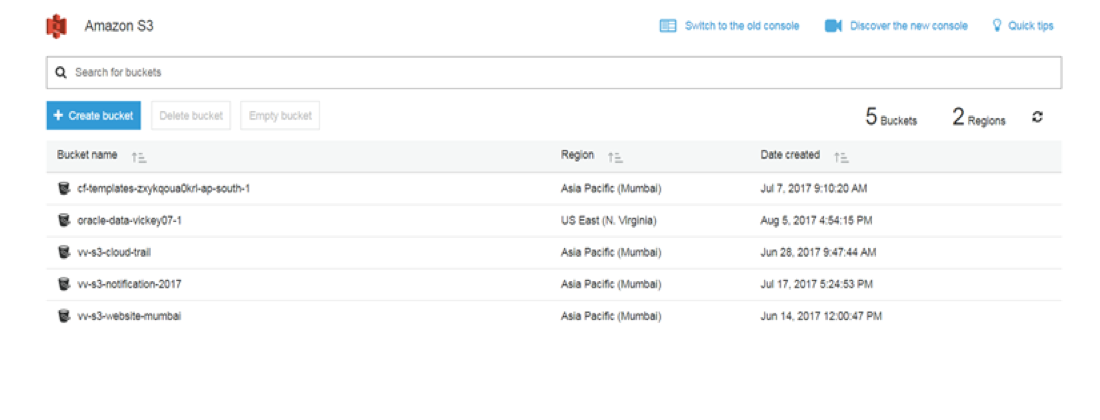 Amazon S3 Switch to the old console Discover the new console Quick tips
Search for buckets
+ Create bucket Delete bucket Empty bucket 5 Buckets 2 Regions
Bucket name Region Date created
cf-templates-zxykqoua0krl-ap-south-1 Asia Pacific (Mumbai) Jul 7, 2017 9:10:20 AM
oracle-data-vickey07-1 US East (N. Virginia) Aug 5, 2017 4:54:15 PM
vv-s3-cloud-trail Asia Pacific (Mumbai) Jun 28, 2017 9:47:44 AM
vv-s3-notification-2017 Asia Pacific (Mumbai) Jul 17, 2017 5:24:53 PM
vv-s3-website-mumbai Asia Pacific (Mumbai) Jun 14, 2017 12:00:47 PM